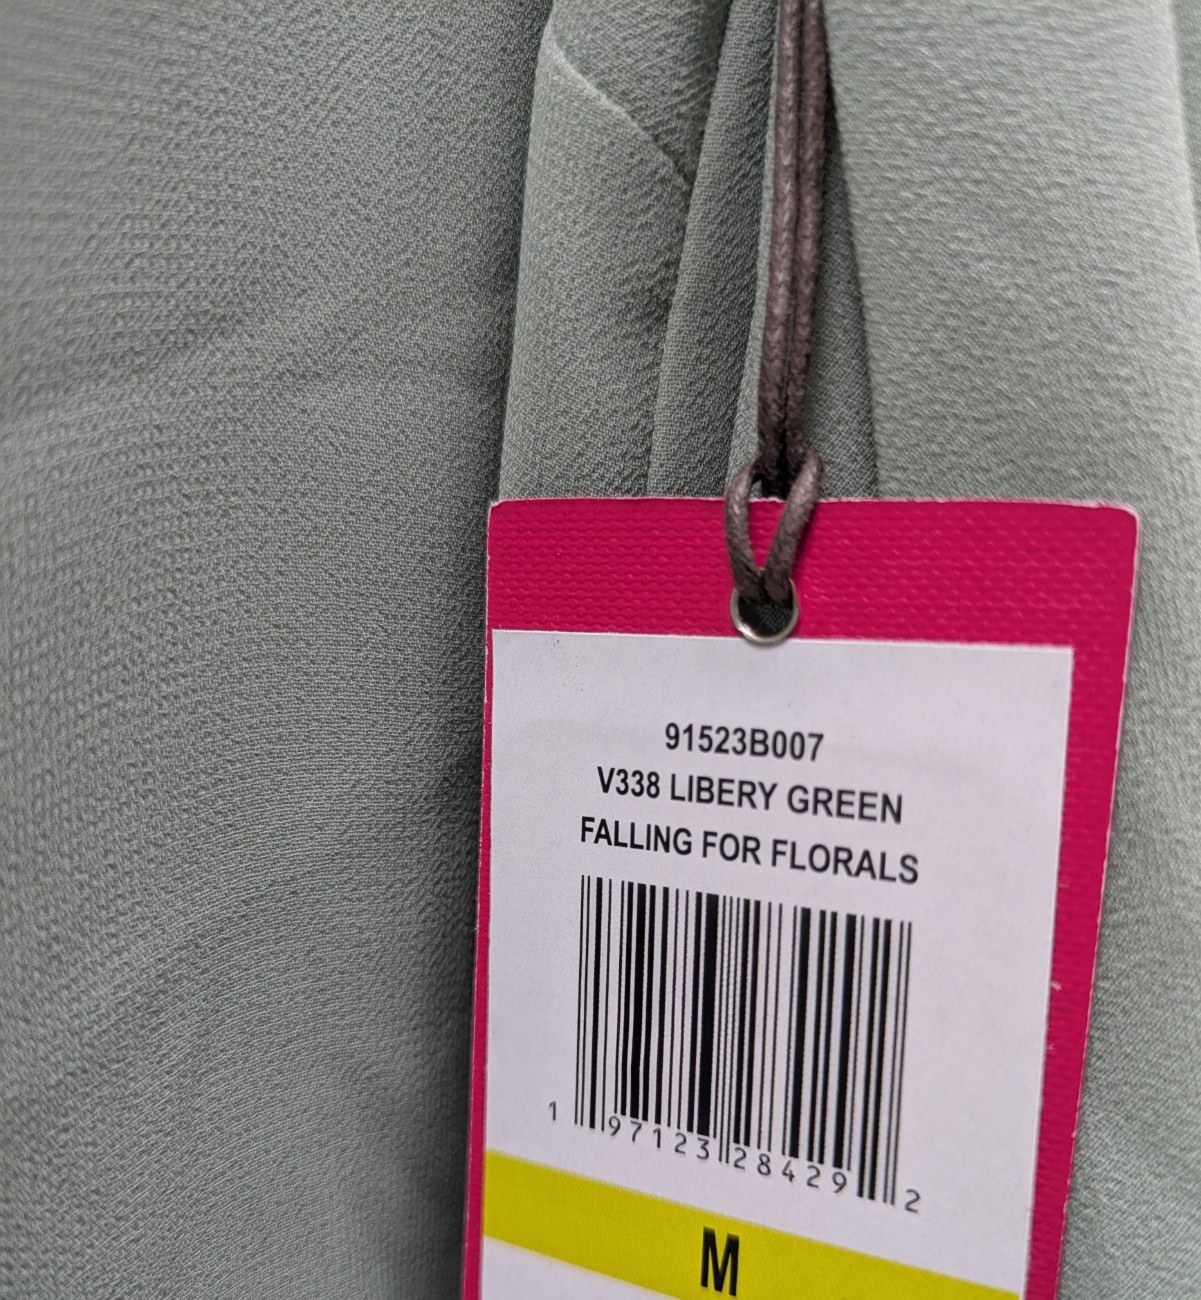 91523B007
V338 LIBERY GREEN
FALLING FOR FLORALS
1 97123 28429 2
M